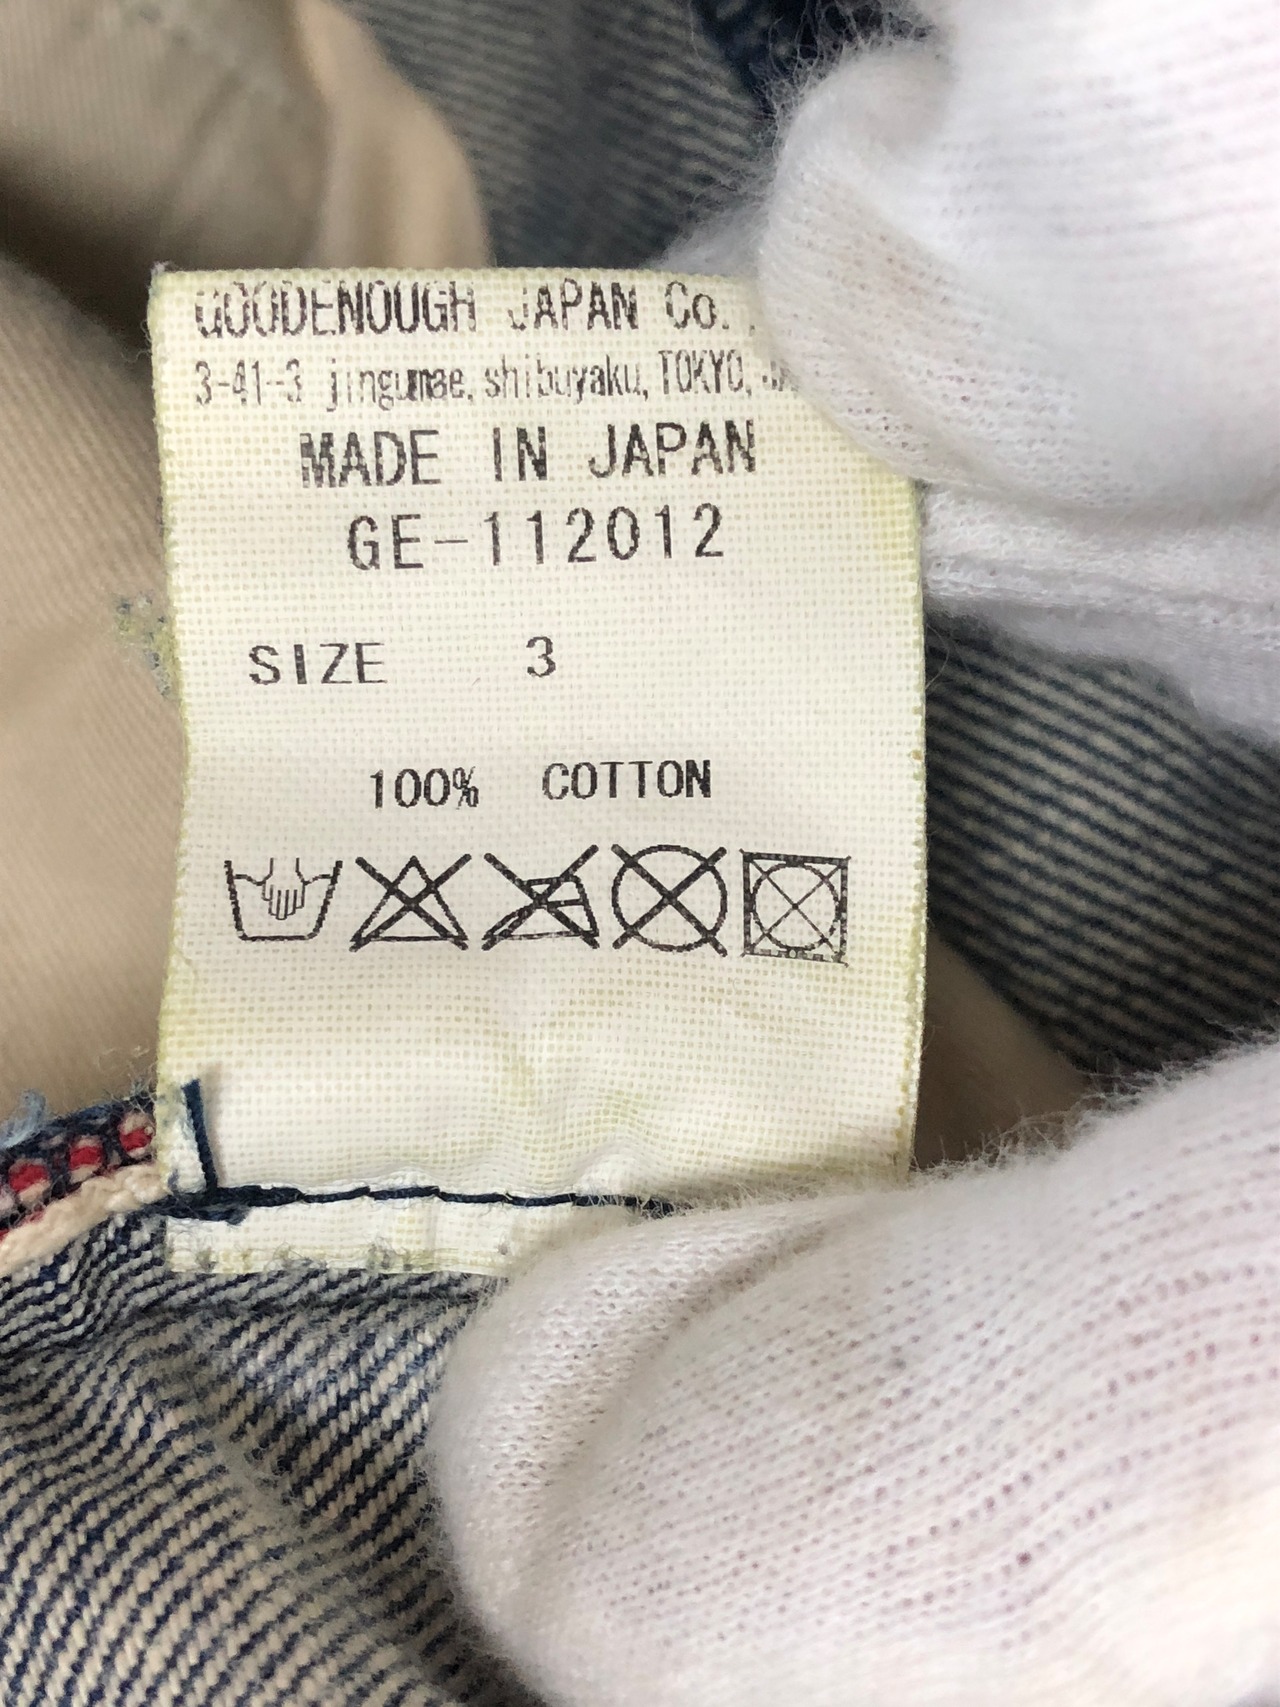 GOODENOUGH JAPAN Co.
3-41-3 jingumae, shibuyaku, TOKYO,
MADE IN JAPAN
GE-112012
SIZE 3
100% COTTON